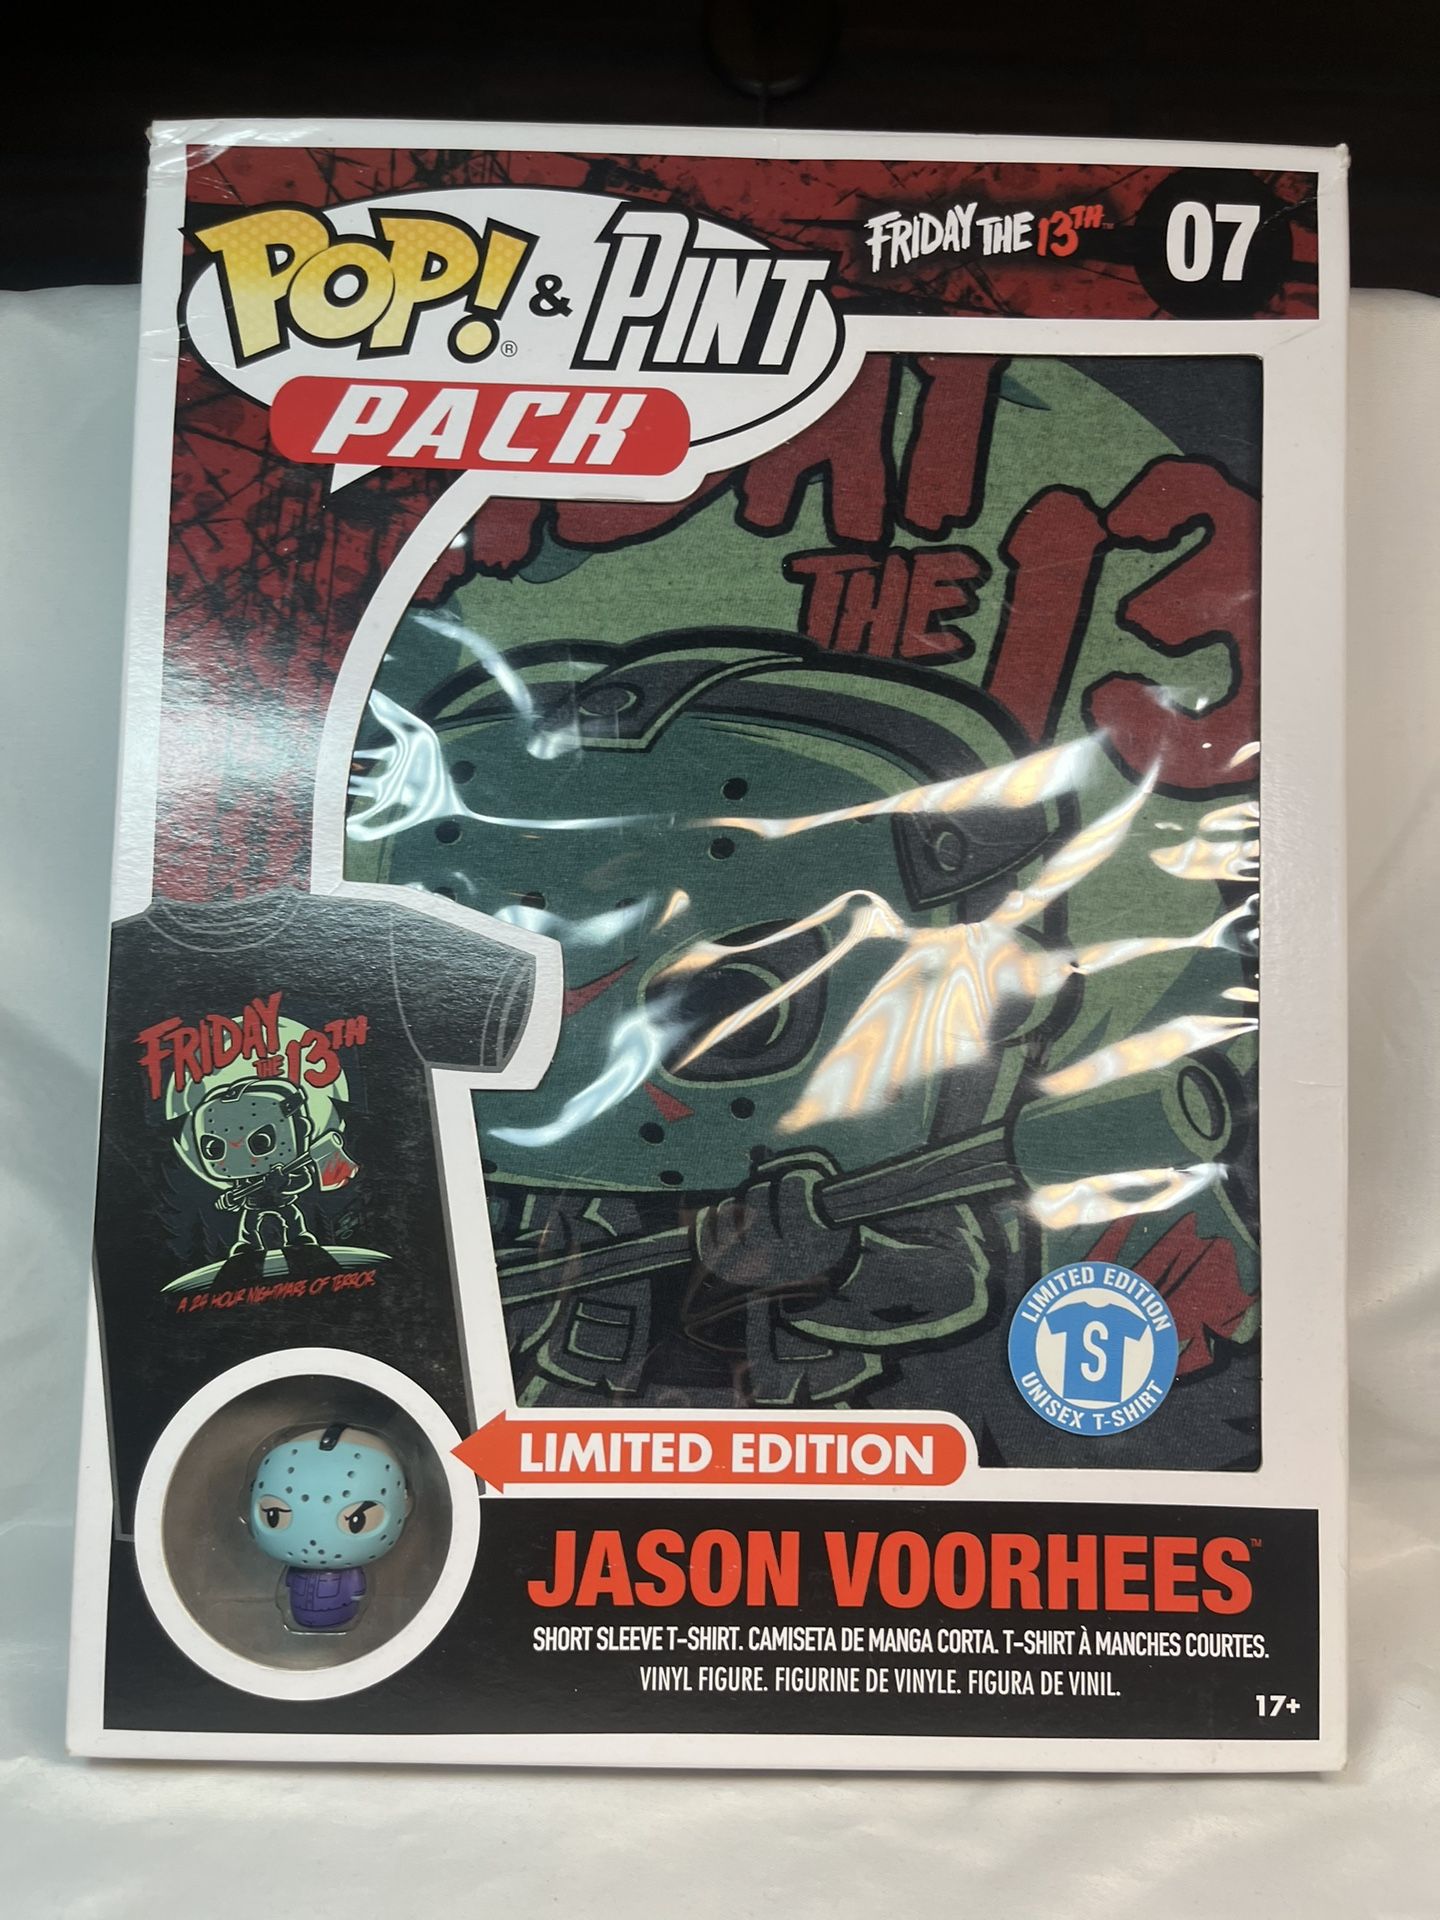 POP!® & PINT
PACK
FRIDAY THE 13TH™
07
THE 13
FRIDAY
THE 13TH
A 24 HOUR NIGHTMARE OF TERROR
LIMITED EDITION
S
UNISEX T-SHIRT
LIMITED EDITION
JASON VOORHEES™
SHORT SLEEVE T-SHIRT. CAMISETA DE MANGA CORTA. T-SHIRT À MANCHES COURTES.
VINYL FIGURE. FIGURINE DE VINYLE. FIGURA DE VINIL.
17+